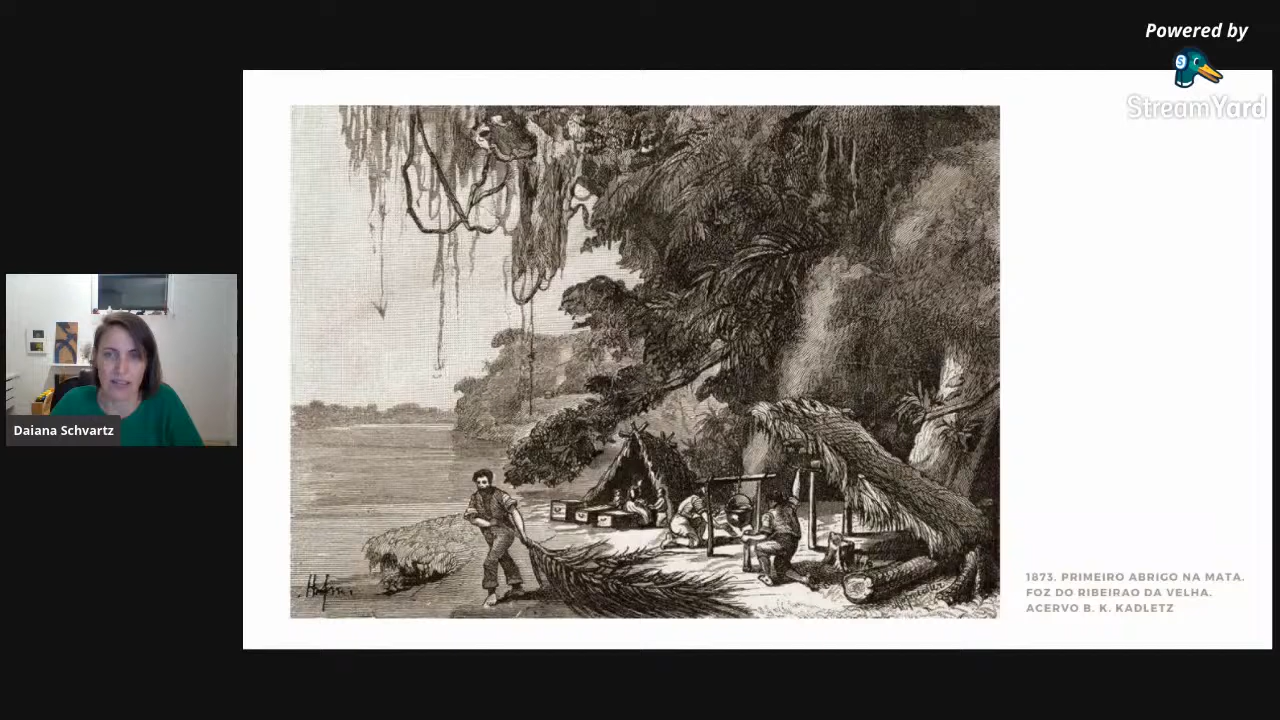 Powered by
StreamYard
Daiana Schvartz
1873. PRIMEIRO ABRIGO NA MATA.
FOZ DO RIBEIRAO DA VELHA.
ACERVO B. K. KADLETZ